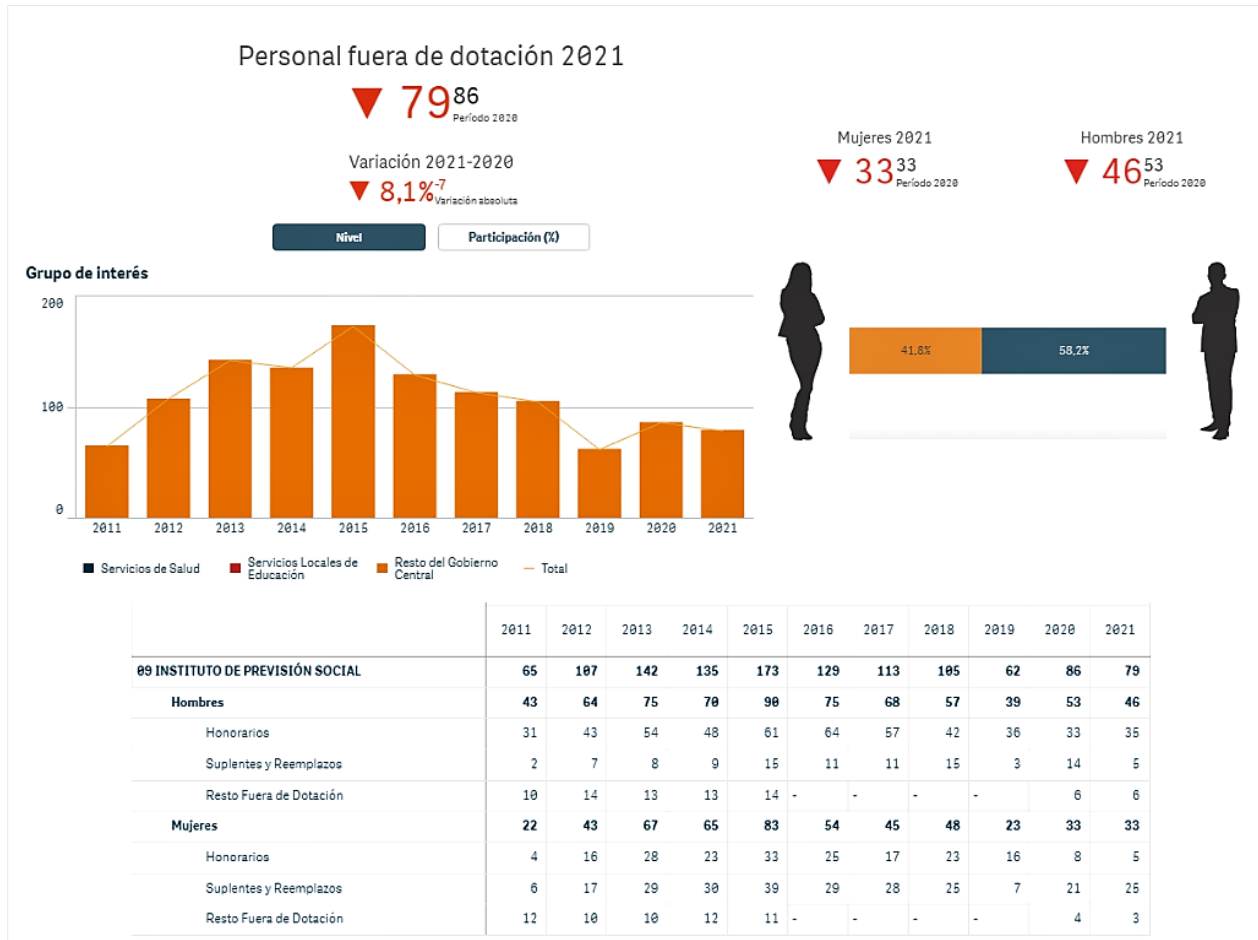 Personal fuera de dotación 2021
▼ 79 86
Período 2020
Variación 2021-2020
▼ 8,1% -7
Variación absoluta
Mujeres 2021
▼ 33 33
Período 2020
Hombres 2021
▼ 46 53
Período 2020
Nivel Participación (%)
Grupo de interés
200
100
0
2011 2012 2013 2014 2015 2016 2017 2018 2019 2020 2021
41,8% 58,2%
Servicios de Salud
Servicios Locales de
Educación
Resto del Gobierno
Central
Total
2011 2012 2013 2014 2015 2016 2017 2018 2019 2020 2021
09 INSTITUTO DE PREVISIÓN SOCIAL 65 107 142 135 173 129 113 105 62 86 79
Hombres 43 64 75 70 90 75 68 57 39 53 46
Honorarios 31 43 54 48 61 64 57 42 36 33 35
Suplentes y Reemplazos 2 7 8 9 15 11 11 15 3 14 5
Resto Fuera de Dotación 10 14 13 13 14 - - - - 6 6
Mujeres 22 43 67 65 83 54 45 48 23 33 33
Honorarios 4 16 28 23 33 25 17 23 16 8 5
Suplentes y Reemplazos 6 17 29 30 39 29 28 25 7 21 25
Resto Fuera de Dotación 12 10 10 12 11 - - - - 4 3